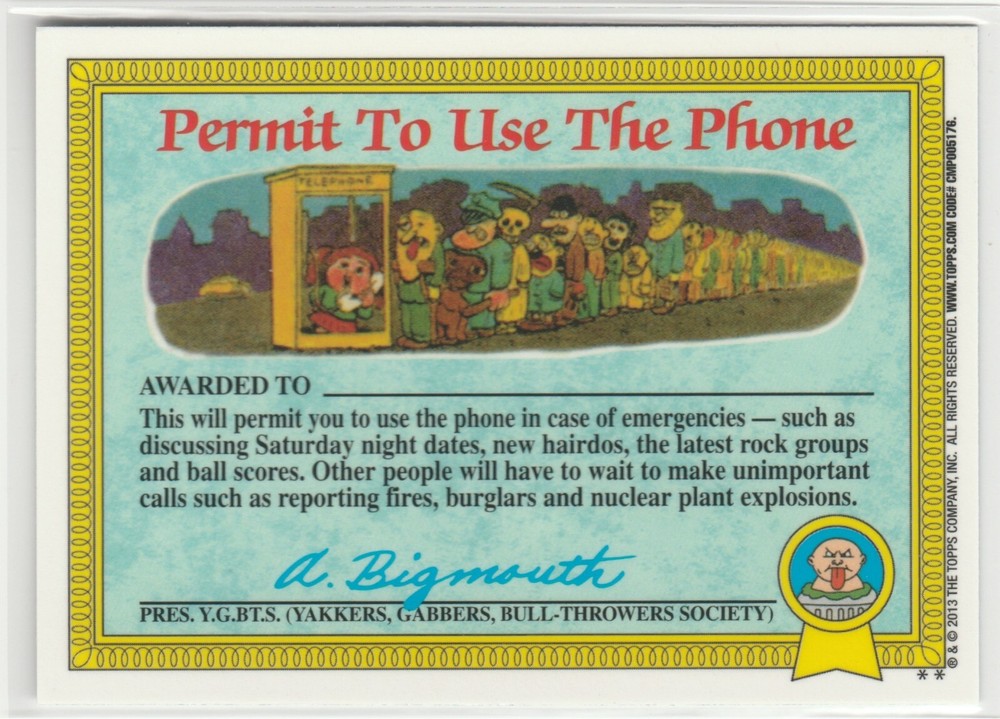 Permit To Use The Phone
TELEPHONE
AWARDED TO
This will permit you to use the phone in case of emergencies — such as
discussing Saturday night dates, new hairdos, the latest rock groups
and ball scores. Other people will have to wait to make unimportant
calls such as reporting fires, burglars and nuclear plant explosions.
A. Bigmouth
PRES. Y.G.BT.S. (YAKKERS, GABBERS, BULL-THROWERS SOCIETY)
® & © 2013 THE TOPPS COMPANY, INC. ALL RIGHTS RESERVED. WWW.TOPPS.COM CODE# CMP005176.
**